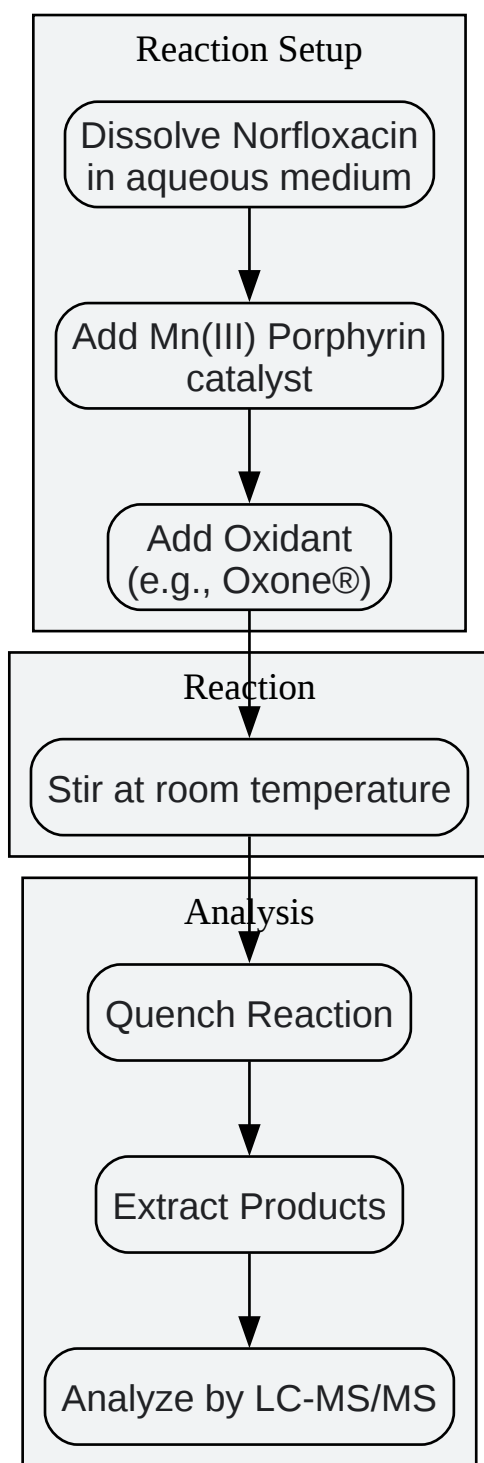 Reaction Setup
Dissolve Norfloxacin
in aqueous medium
Add Mn(III) Porphyrin
catalyst
Add Oxidant
(e.g., Oxone®)
Reaction
Stir at room temperature
Analysis
Quench Reaction
Extract Products
Analyze by LC-MS/MS